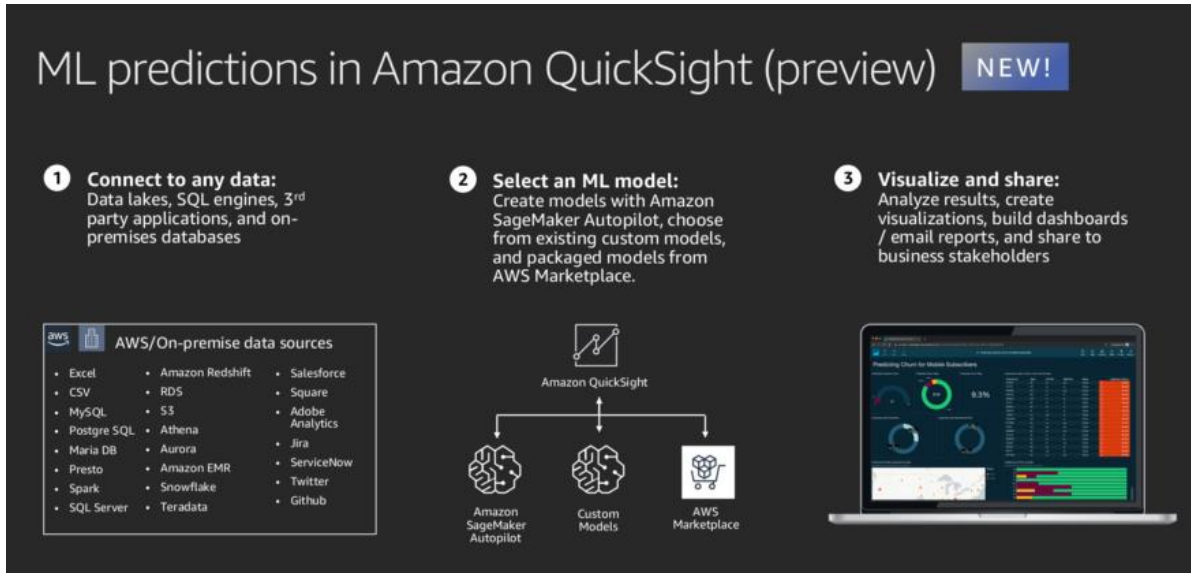 ML predictions in Amazon QuickSight (preview)
NEW!
1
Connect to any data:
Data lakes, SQL engines, 3rd
party applications, and on-
premises databases
2
Select an ML model:
Create models with Amazon
SageMaker Autopilot, choose
from existing custom models,
and packaged models from
AWS Marketplace.
3
Visualize and share:
Analyze results, create
visualizations, build dashboards
/ email reports, and share to
business stakeholders
aws
AWS/On-premise data sources
• Excel
• CSV
• MySQL
• Postgre SQL
• Maria DB
• Presto
• Spark
• SQL Server
• Amazon Redshift
• RDS
• S3
• Athena
• Aurora
• Amazon EMR
• Snowflake
• Teradata
• Salesforce
• Square
• Adobe
Analytics
• Jira
• ServiceNow
• Twitter
• Github
Amazon QuickSight
Amazon
SageMaker
Autopilot
Custom
Models
AWS
Marketplace
Predicting Churn for Mobile Subscribers
9.3%